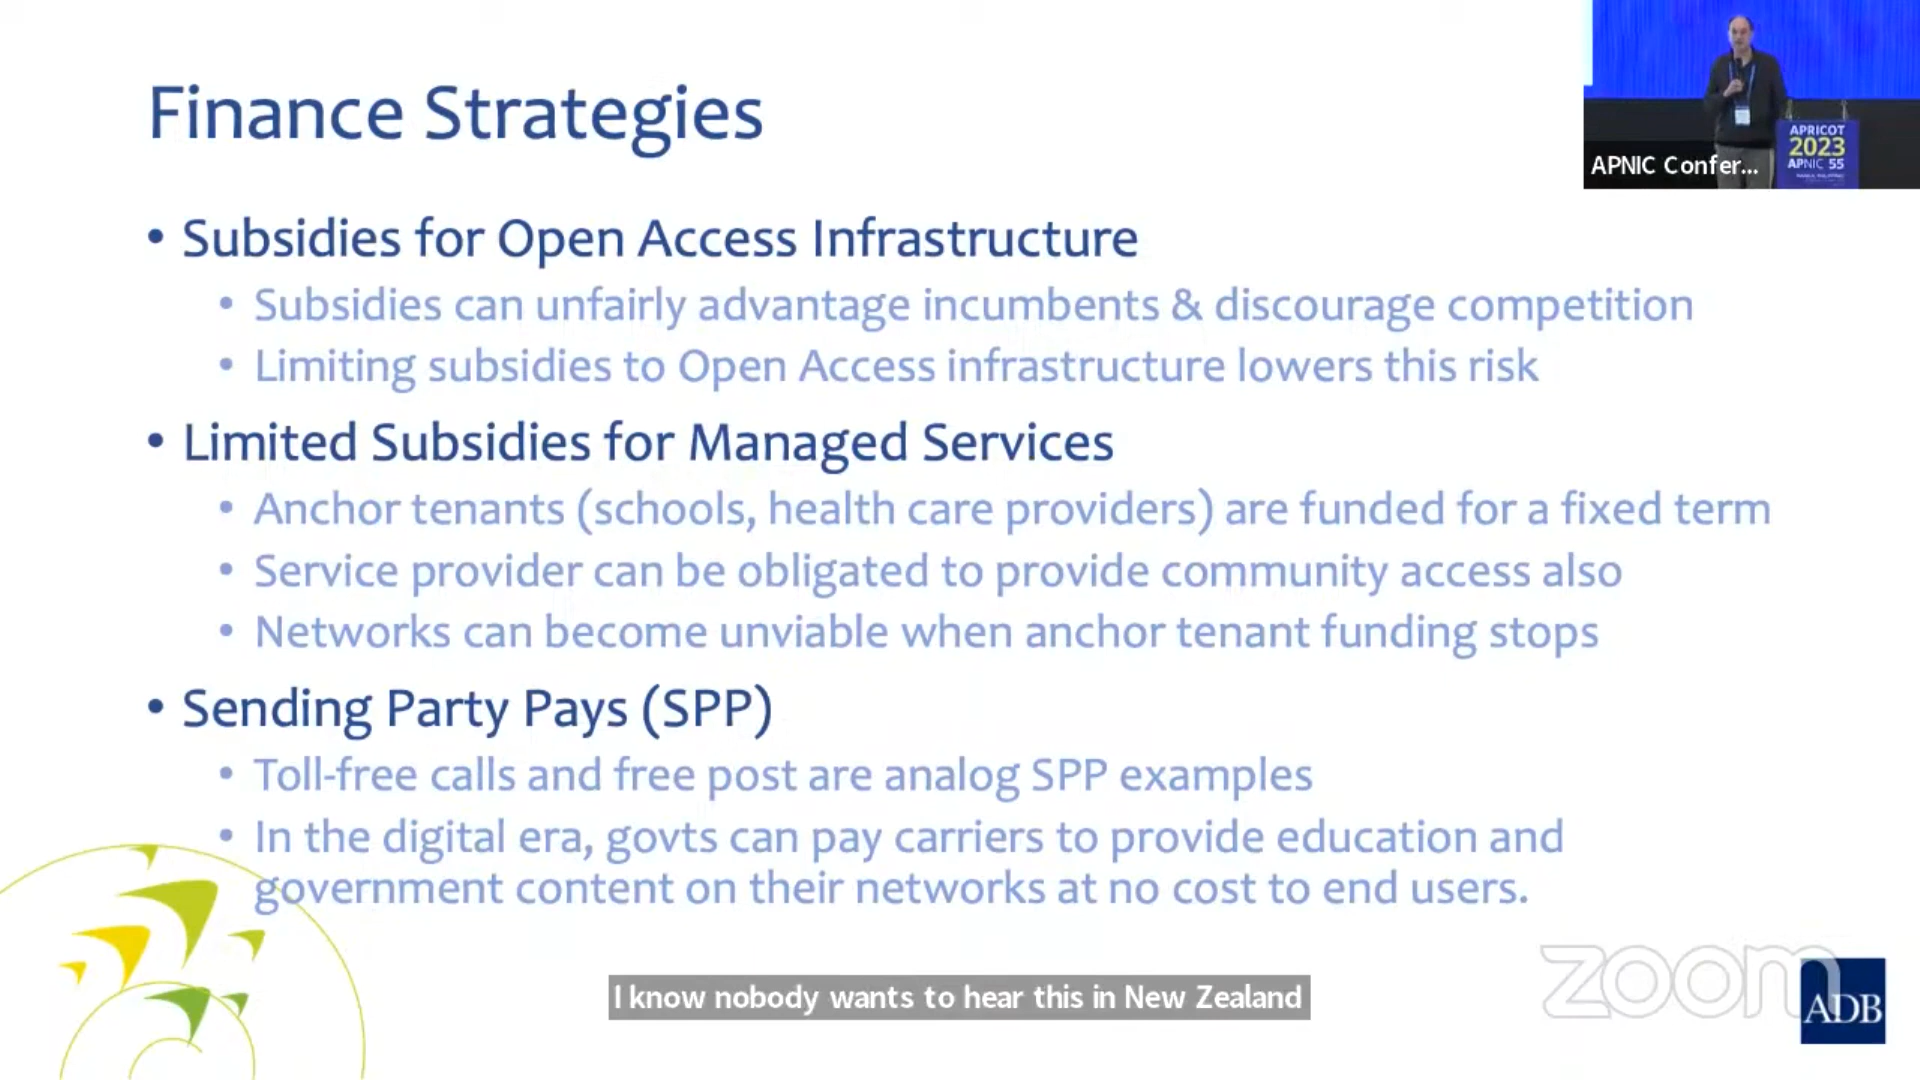 Finance Strategies
• Subsidies for Open Access Infrastructure
• Subsidies can unfairly advantage incumbents & discourage competition
• Limiting subsidies to Open Access infrastructure lowers this risk
• Limited Subsidies for Managed Services
• Anchor tenants (schools, health care providers) are funded for a fixed term
• Service provider can be obligated to provide community access also
• Networks can become unviable when anchor tenant funding stops
• Sending Party Pays (SPP)
• Toll-free calls and free post are analog SPP examples
• In the digital era, govts can pay carriers to provide education and
government content on their networks at no cost to end users.
APRICOT
2023
APNIC 55
APNIC Confer...
I know nobody wants to hear this in New Zealand
zoom
ADB